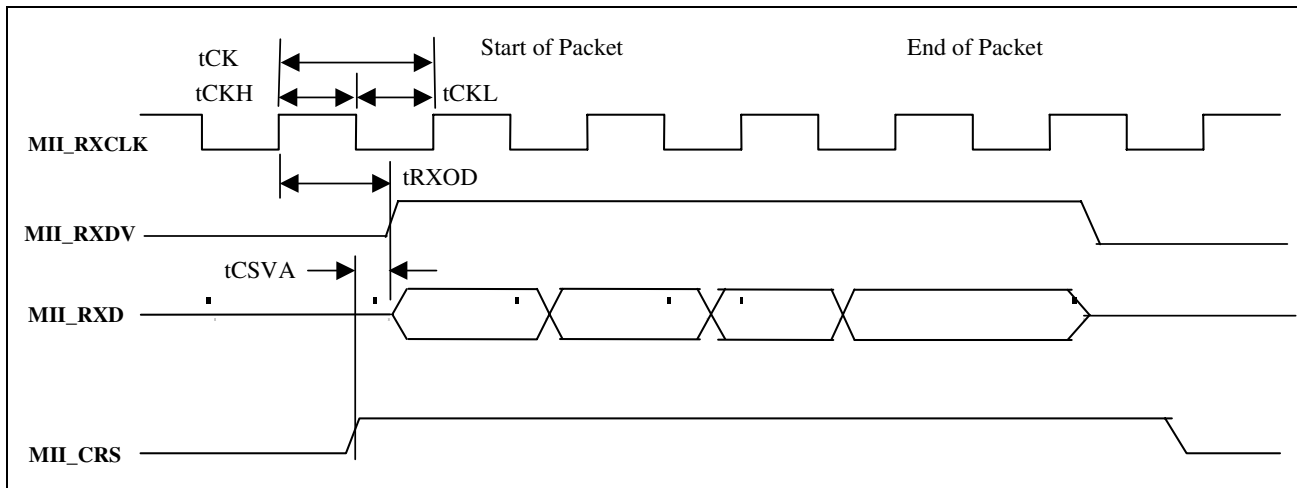 Start of Packet End of Packet
tCK
tCKH tCKL
MII_RXCLK
tRXOD
MII_RXDV
tCSVA
MII_RXD
MII_CRS